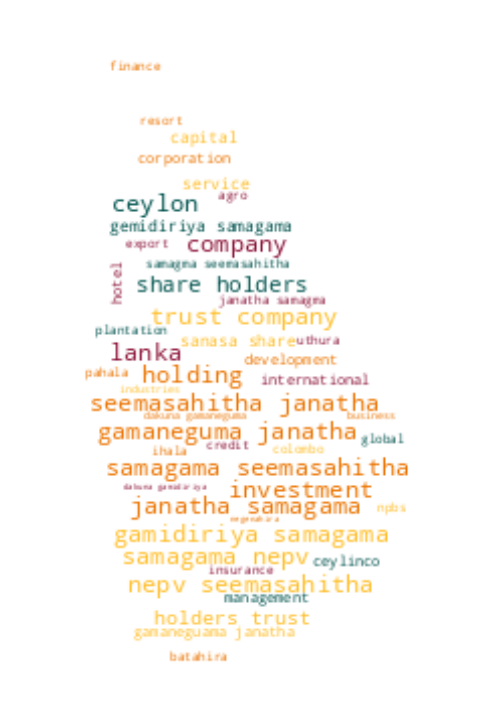 finance
resort
capital
corporation
service
agro
ceylon
gemidiriya samagama
export company
samagma seemasahitha
hotel
share holders
janatha samagma
trust company
plantation
sanasa share uthura
lanka
development
pahala holding international
industries
seemasahitha janatha
dakuna gamaneguma business
gamaneguma janatha global
ihala credit colombo
samagama seemasahitha
dakuna gamidiriya investment
janatha samagama npbs
gamidiriya samagama
samagama nepv ceylinco
insurance
nepv seemasahitha
management
holders trust
gamaneguama janatha
batahira